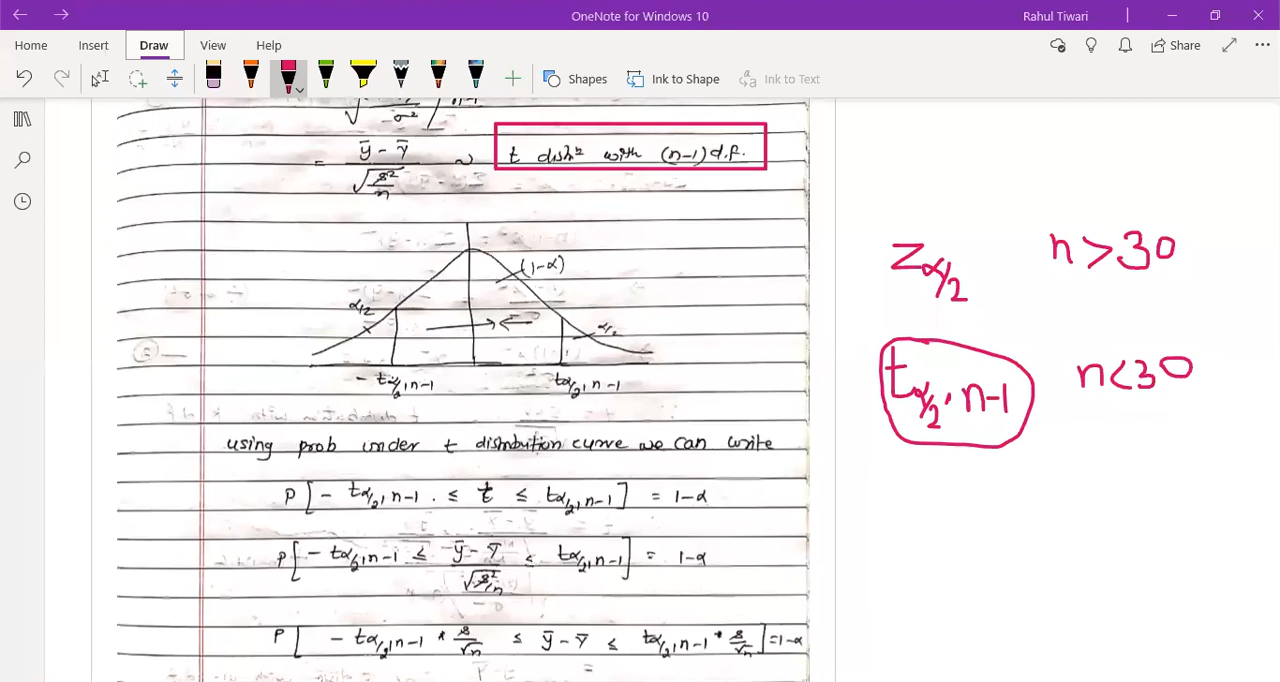 OneNote for Windows 10
Rahul Tiwari
Home Insert Draw View Help
Share
Shapes
Ink to Shape
Ink to Text
= ȳ - Ȳ / √(s²/n) ~ t distⁿ with (n-1) d.f.
(1-α)
α/2
α/2
- tα/2, n-1
tα/2, n-1
using prob under t distribution curve we can write
P[- tα/2, n-1 . ≤ t ≤ tα/2, n-1] = 1-α
P[- tα/2, n-1 ≤ ȳ - Ȳ / √(s²/n) ≤ tα/2, n-1] = 1-α
P[ - tα/2, n-1 * s/√n ≤ ȳ - Ȳ ≤ tα/2, n-1 * s/√n ] = 1-α
=
Zα/2 n > 30
tα/2, n-1 n < 30